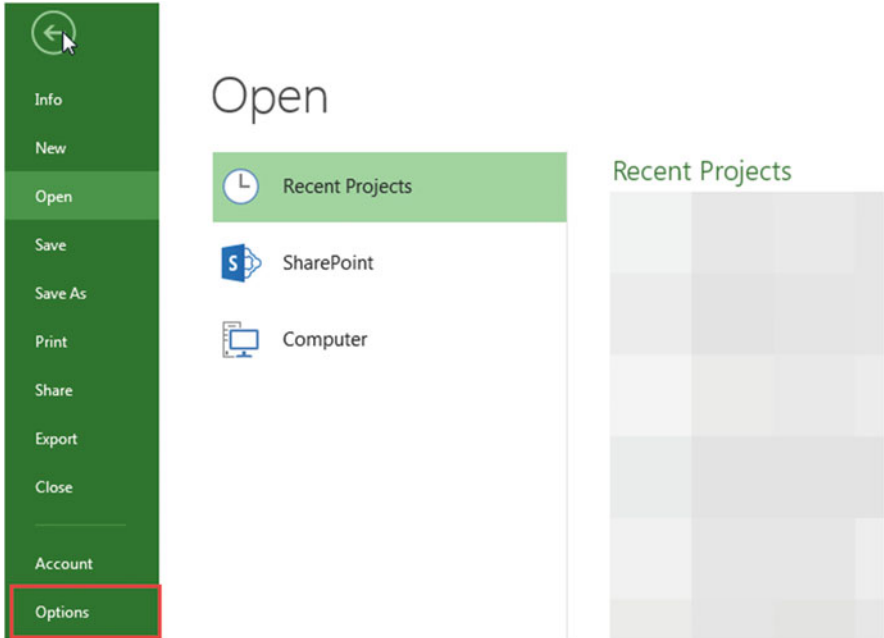 Info
New
Open
Save
Save As
Print
Share
Export
Close
Account
Options
Open
Recent Projects
SharePoint
Computer
Recent Projects